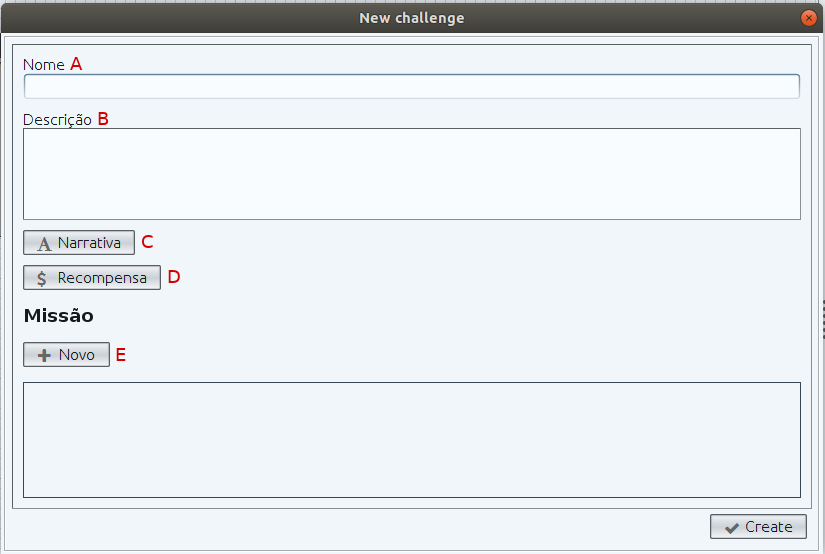 New challenge
Nome A
Descrição B
A Narrativa C
$ Recompensa D
Missão
+ Novo E
Create